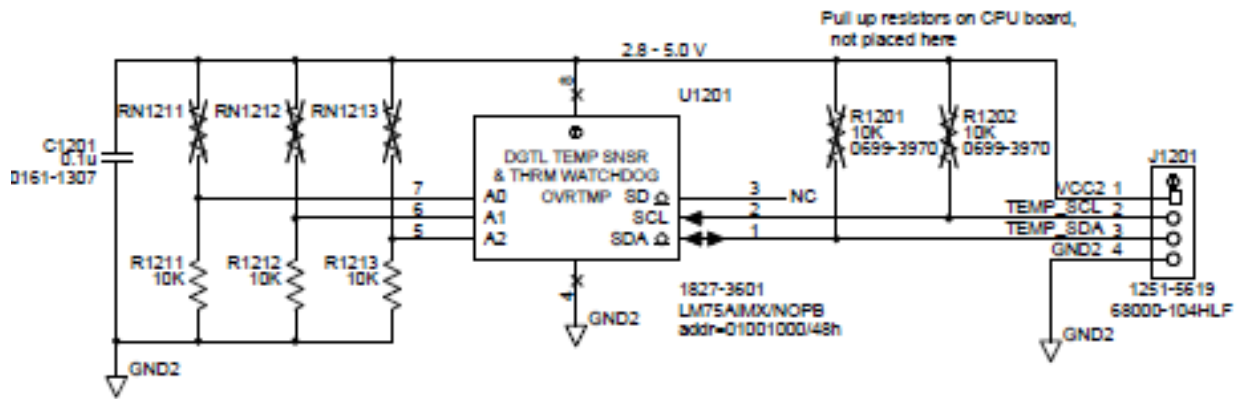 Pull up resistors on CPU board,
not placed here
2.8 - 5.0 V
8
U1201
RN1211
RN1212
RN1213
R1201
10K
0699-3970
R1202
10K
0699-3970
C1201
0.1u
0161-1307
DGTL TEMP SNSR
& THRM WATCHDOG
OVRTMP SD
A0
A1
A2
SCL
SDA
7
6
5
3
NC
2
1
J1201
VCC2 1
TEMP_SCL 2
TEMP_SDA 3
GND2 4
R1211
10K
R1212
10K
R1213
10K
4
GND2
1827-3601
LM75AIMX/NOPB
addr=01001000/48h
1251-5619
68000-104HLF
GND2
GND2